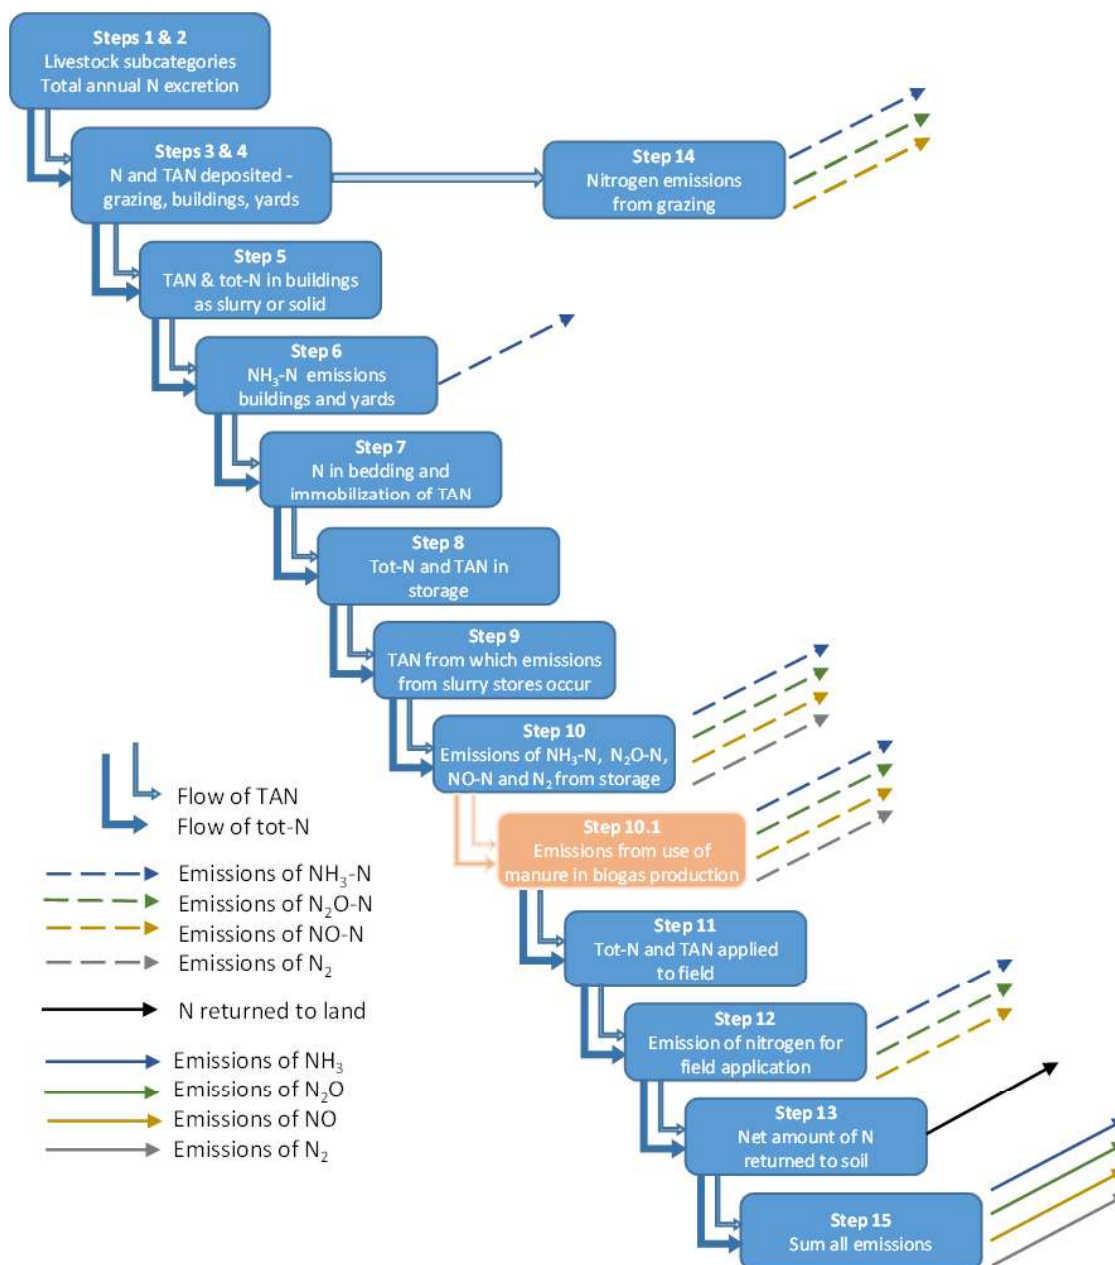 Steps 1 & 2
Livestock subcategories
Total annual N excretion
Steps 3 & 4
N and TAN deposited -
grazing, buildings, yards
Step 14
Nitrogen emissions
from grazing
Step 5
TAN & tot-N in buildings
as slurry or solid
Step 6
NH₃-N emissions
buildings and yards
Step 7
N in bedding and
immobilization of TAN
Step 8
Tot-N and TAN in
storage
Step 9
TAN from which emissions
from slurry stores occur
Step 10
Emissions of NH₃-N, N₂O-N,
NO-N and N₂ from storage
Step 10.1
Emissions from use of
manure in biogas production
Step 11
Tot-N and TAN applied
to field
Step 12
Emission of nitrogen for
field application
Step 13
Net amount of N
returned to soil
Step 15
Sum all emissions
Flow of TAN
Flow of tot-N
Emissions of NH₃-N
Emissions of N₂O-N
Emissions of NO-N
Emissions of N₂
N returned to land
Emissions of NH₃
Emissions of N₂O
Emissions of NO
Emissions of N₂